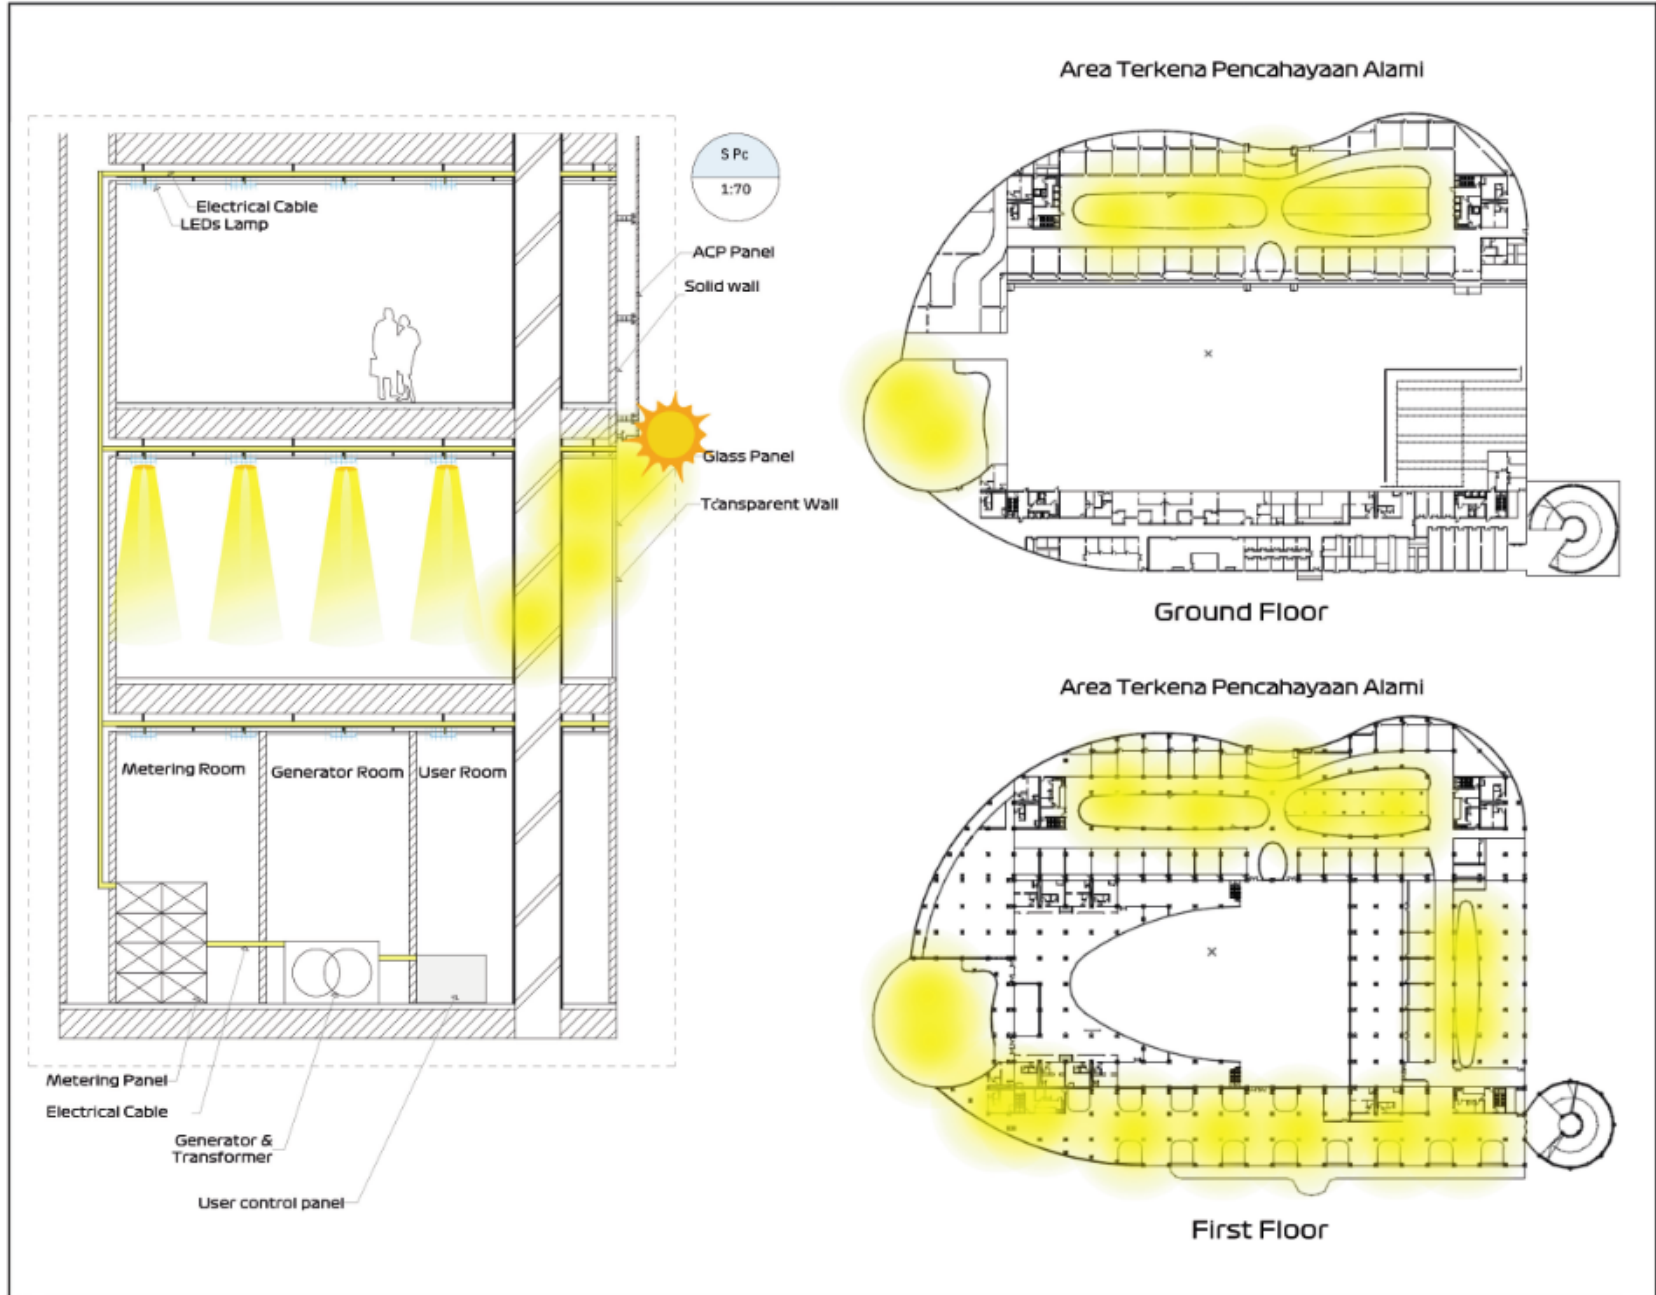 S Pc
1:70
Electrical Cable
LEDs Lamp
ACP Panel
Solid wall
Glass Panel
Transparent Wall
Metering Room
Generator Room
User Room
Metering Panel
Electrical Cable
Generator &
Transformer
User control panel
Area Terkena Pencahayaan Alami
Ground Floor
Area Terkena Pencahayaan Alami
First Floor